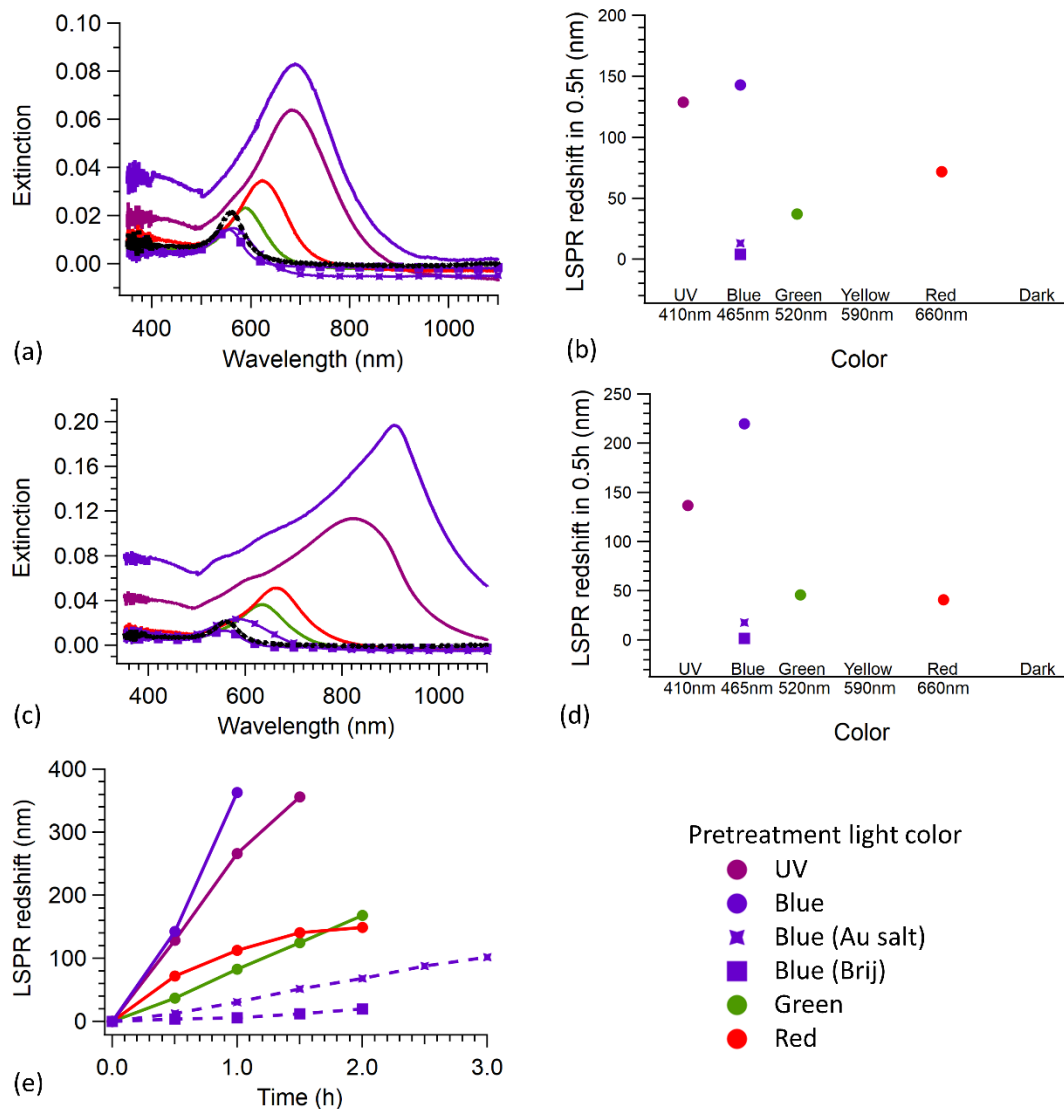 0.10
0.08
0.06
0.04
0.02
0.00
Extinction
400 600 800 1000
Wavelength (nm)
(a)
200
150
100
50
0
LSPR redshift in 0.5h (nm)
UV Blue Green Yellow Red Dark
410nm 465nm 520nm 590nm 660nm
Color
(b)
0.20
0.16
0.12
0.08
0.04
0.00
Extinction
400 600 800 1000
Wavelength (nm)
(c)
250
200
150
100
50
0
LSPR redshift in 0.5h (nm)
UV Blue Green Yellow Red Dark
410nm 465nm 520nm 590nm 660nm
Color
(d)
400
300
200
100
0
LSPR redshift (nm)
0.0 1.0 2.0 3.0
Time (h)
(e)
Pretreatment light color
UV
Blue
Blue (Au salt)
Blue (Brij)
Green
Red